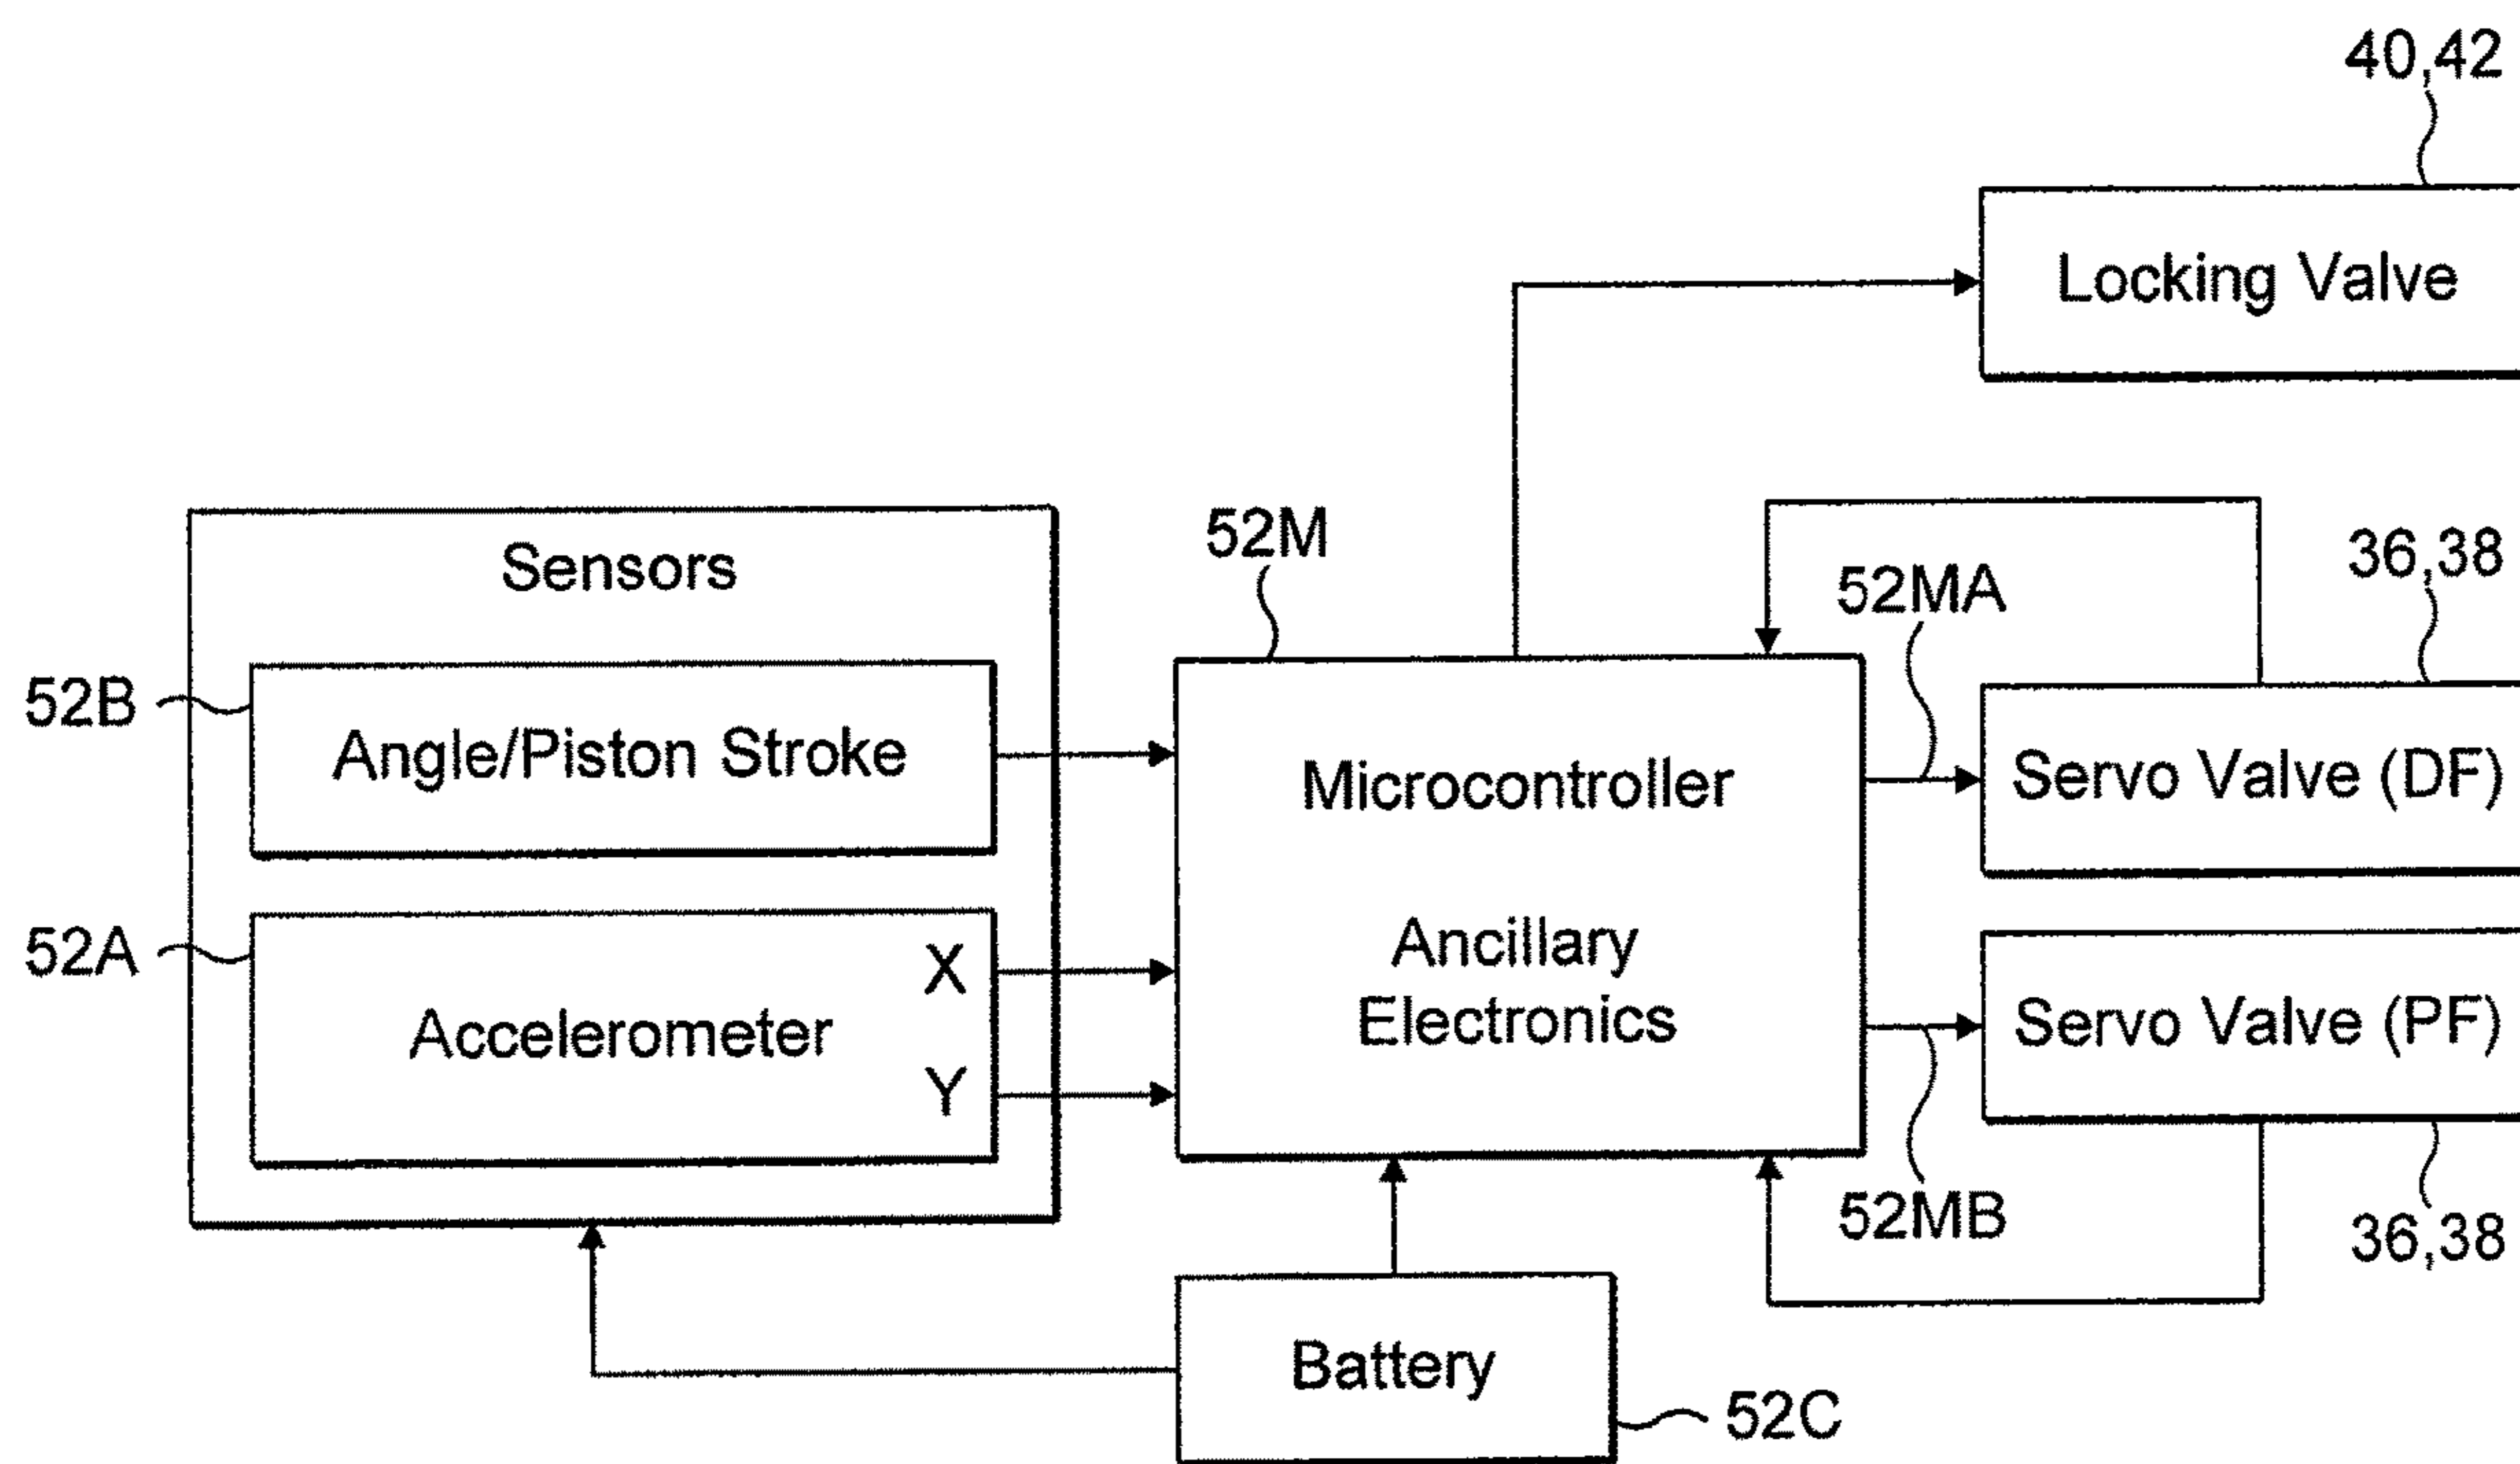 40,42
Locking Valve
Sensors
52M
52MA
36,38
52B
Angle/Piston Stroke
Microcontroller
Servo Valve (DF)
52A
X
Accelerometer
Y
Ancillary
Electronics
Servo Valve (PF)
52MB
36,38
Battery
52C